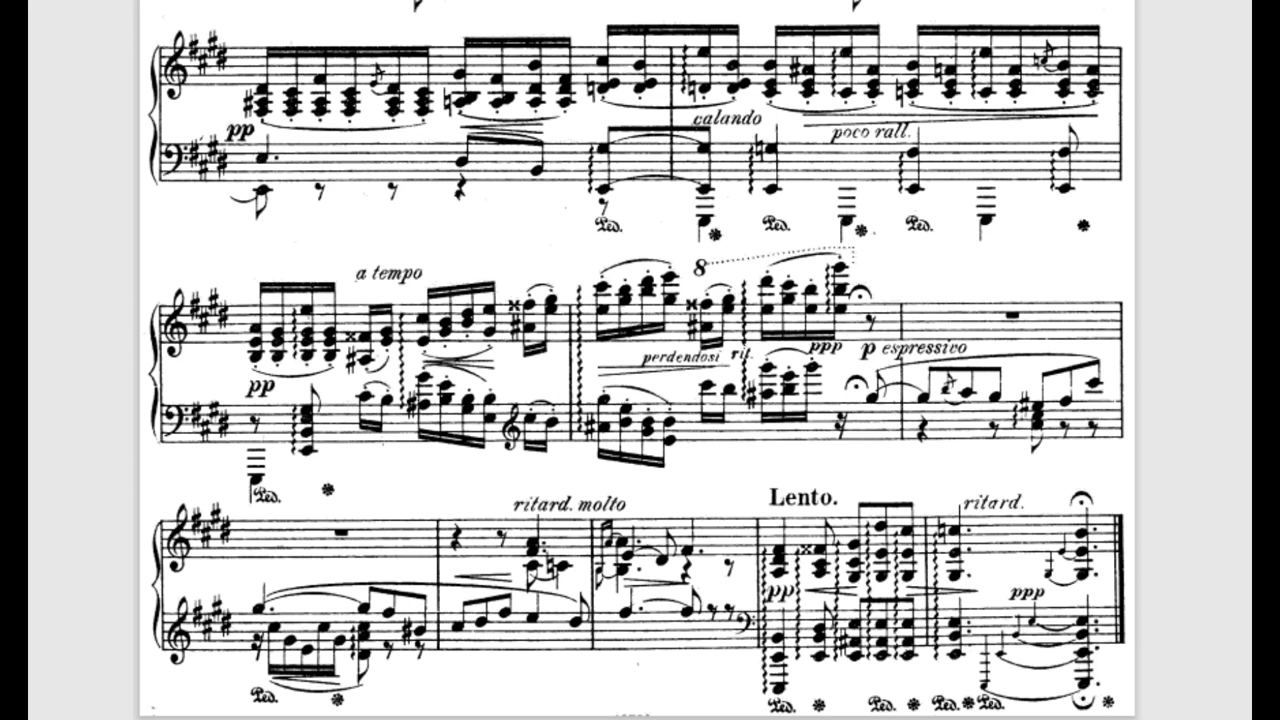 pp
calando
poco rall.
Ped. Ped. Ped.
a tempo
8
perdendosi rit.
ppp p espressivo
pp
Ped.
ritard. molto
Lento.
ritard.
pp
ppp
Ped. Ped. Ped. Ped. Ped.